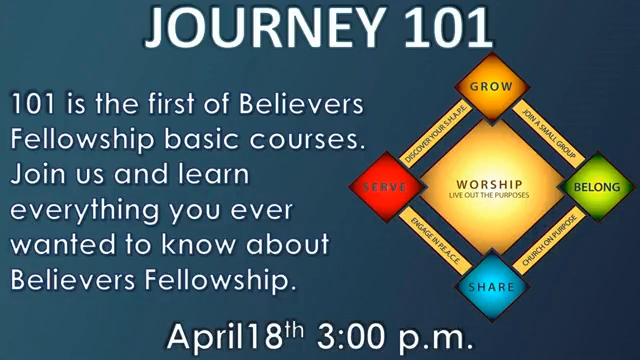 JOURNEY 101
101 is the first of Believers
Fellowship basic courses.
Join us and learn
everything you ever
wanted to know about
Believers Fellowship.
GROW
DISCOVER YOUR S.H.A.P.E.
JOIN A SMALL GROUP
SERVE
WORSHIP
LIVE OUT THE PURPOSES
BELONG
ENGAGE IN P.E.A.C.E.
CHURCH ON PURPOSE
SHARE
April18th 3:00 p.m.